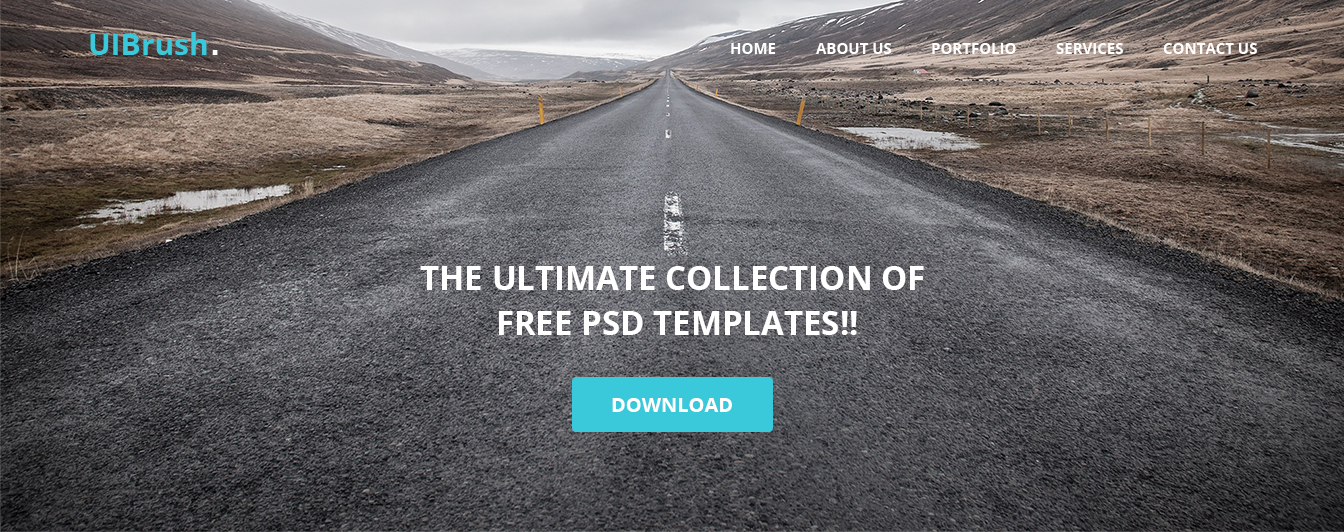 UIBrush.
HOME ABOUT US PORTFOLIO SERVICES CONTACT US
THE ULTIMATE COLLECTION OF
FREE PSD TEMPLATES!!
DOWNLOAD